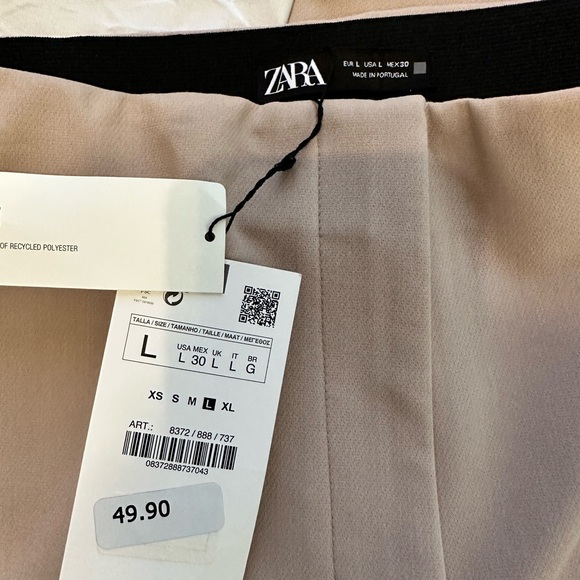 ZARA
EUR L USA L MEX 30
MADE IN PORTUGAL
OF RECYCLED POLYESTER
TALLA / SIZE / TAMANHO / TAILLE / MAAT / ΜΕΓΕΘΟΣ
L
USA MEX UK IT BR
L 30 L L G
XS S M L XL
ART.: 8372 / 888 / 737
08372888737043
49.90